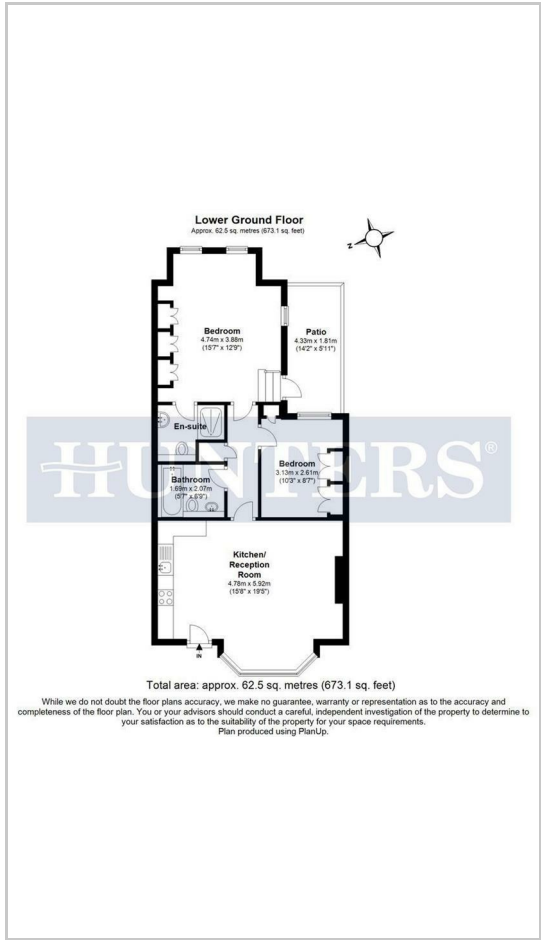 Lower Ground Floor
Approx. 62.5 sq. metres (673.1 sq. feet)
N
Bedroom
4.74m x 3.88m
(15'7" x 12'9")
Patio
4.33m x 1.81m
(14'2" x 5'11")
En-suite
HUNTERS®
Bedroom
3.13m x 2.61m
(10'3" x 8'7")
Bathroom
1.69m x 2.07m
(5'7" x 6'9")
Kitchen/
Reception
Room
4.78m x 5.92m
(15'8" x 19'5")
IN
Total area: approx. 62.5 sq. metres (673.1 sq. feet)
While we do not doubt the floor plans accuracy, we make no guarantee, warranty or representation as to the accuracy and
completeness of the floor plan. You or your advisors should conduct a careful, independent investigation of the property to determine to
your satisfaction as to the suitability of the property for your space requirements.
Plan produced using PlanUp.